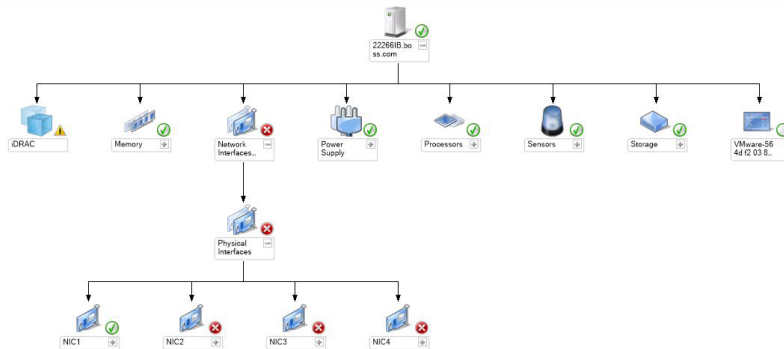 22266IB.bo
ss.com
iDRAC
Memory
Network
Interfaces...
Power
Supply
Processors
Sensors
Storage
VMware-56
4d f2 03 8...
Physical
Interfaces
NIC1
NIC2
NIC3
NIC4